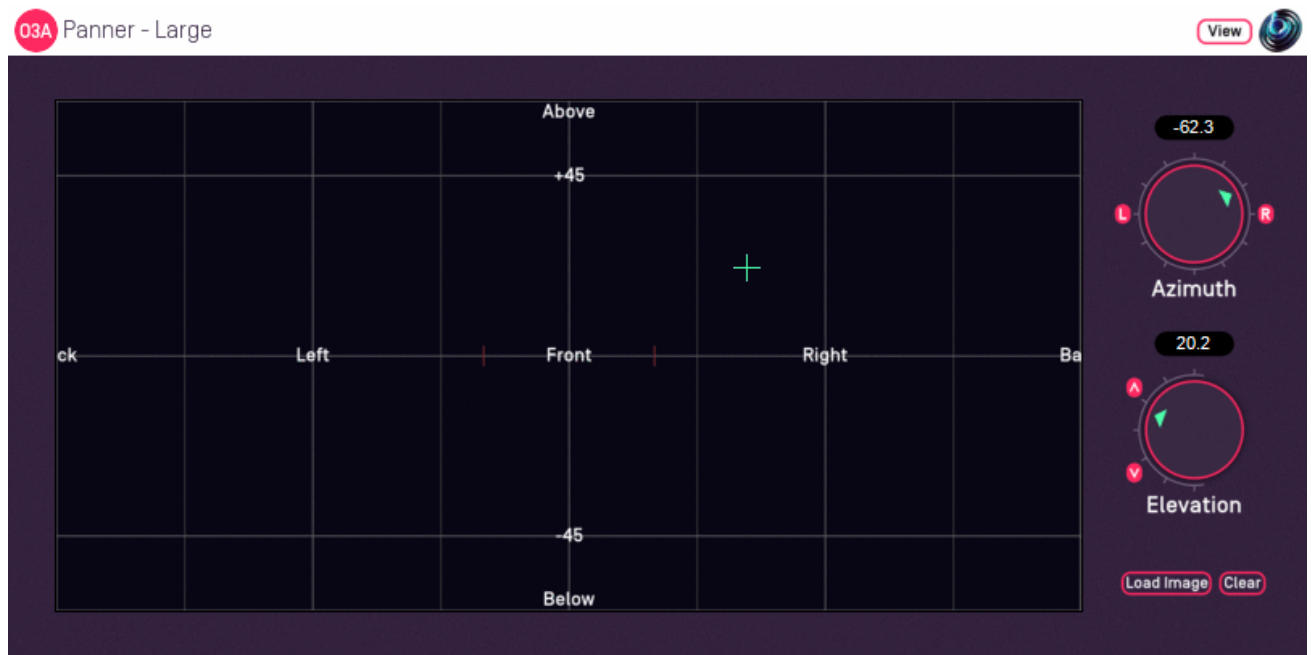 O3A Panner - Large
View
Above
+45
ck Left Front Right Ba
-45
Below
-62.3
L R
Azimuth
20.2
Elevation
Load Image Clear